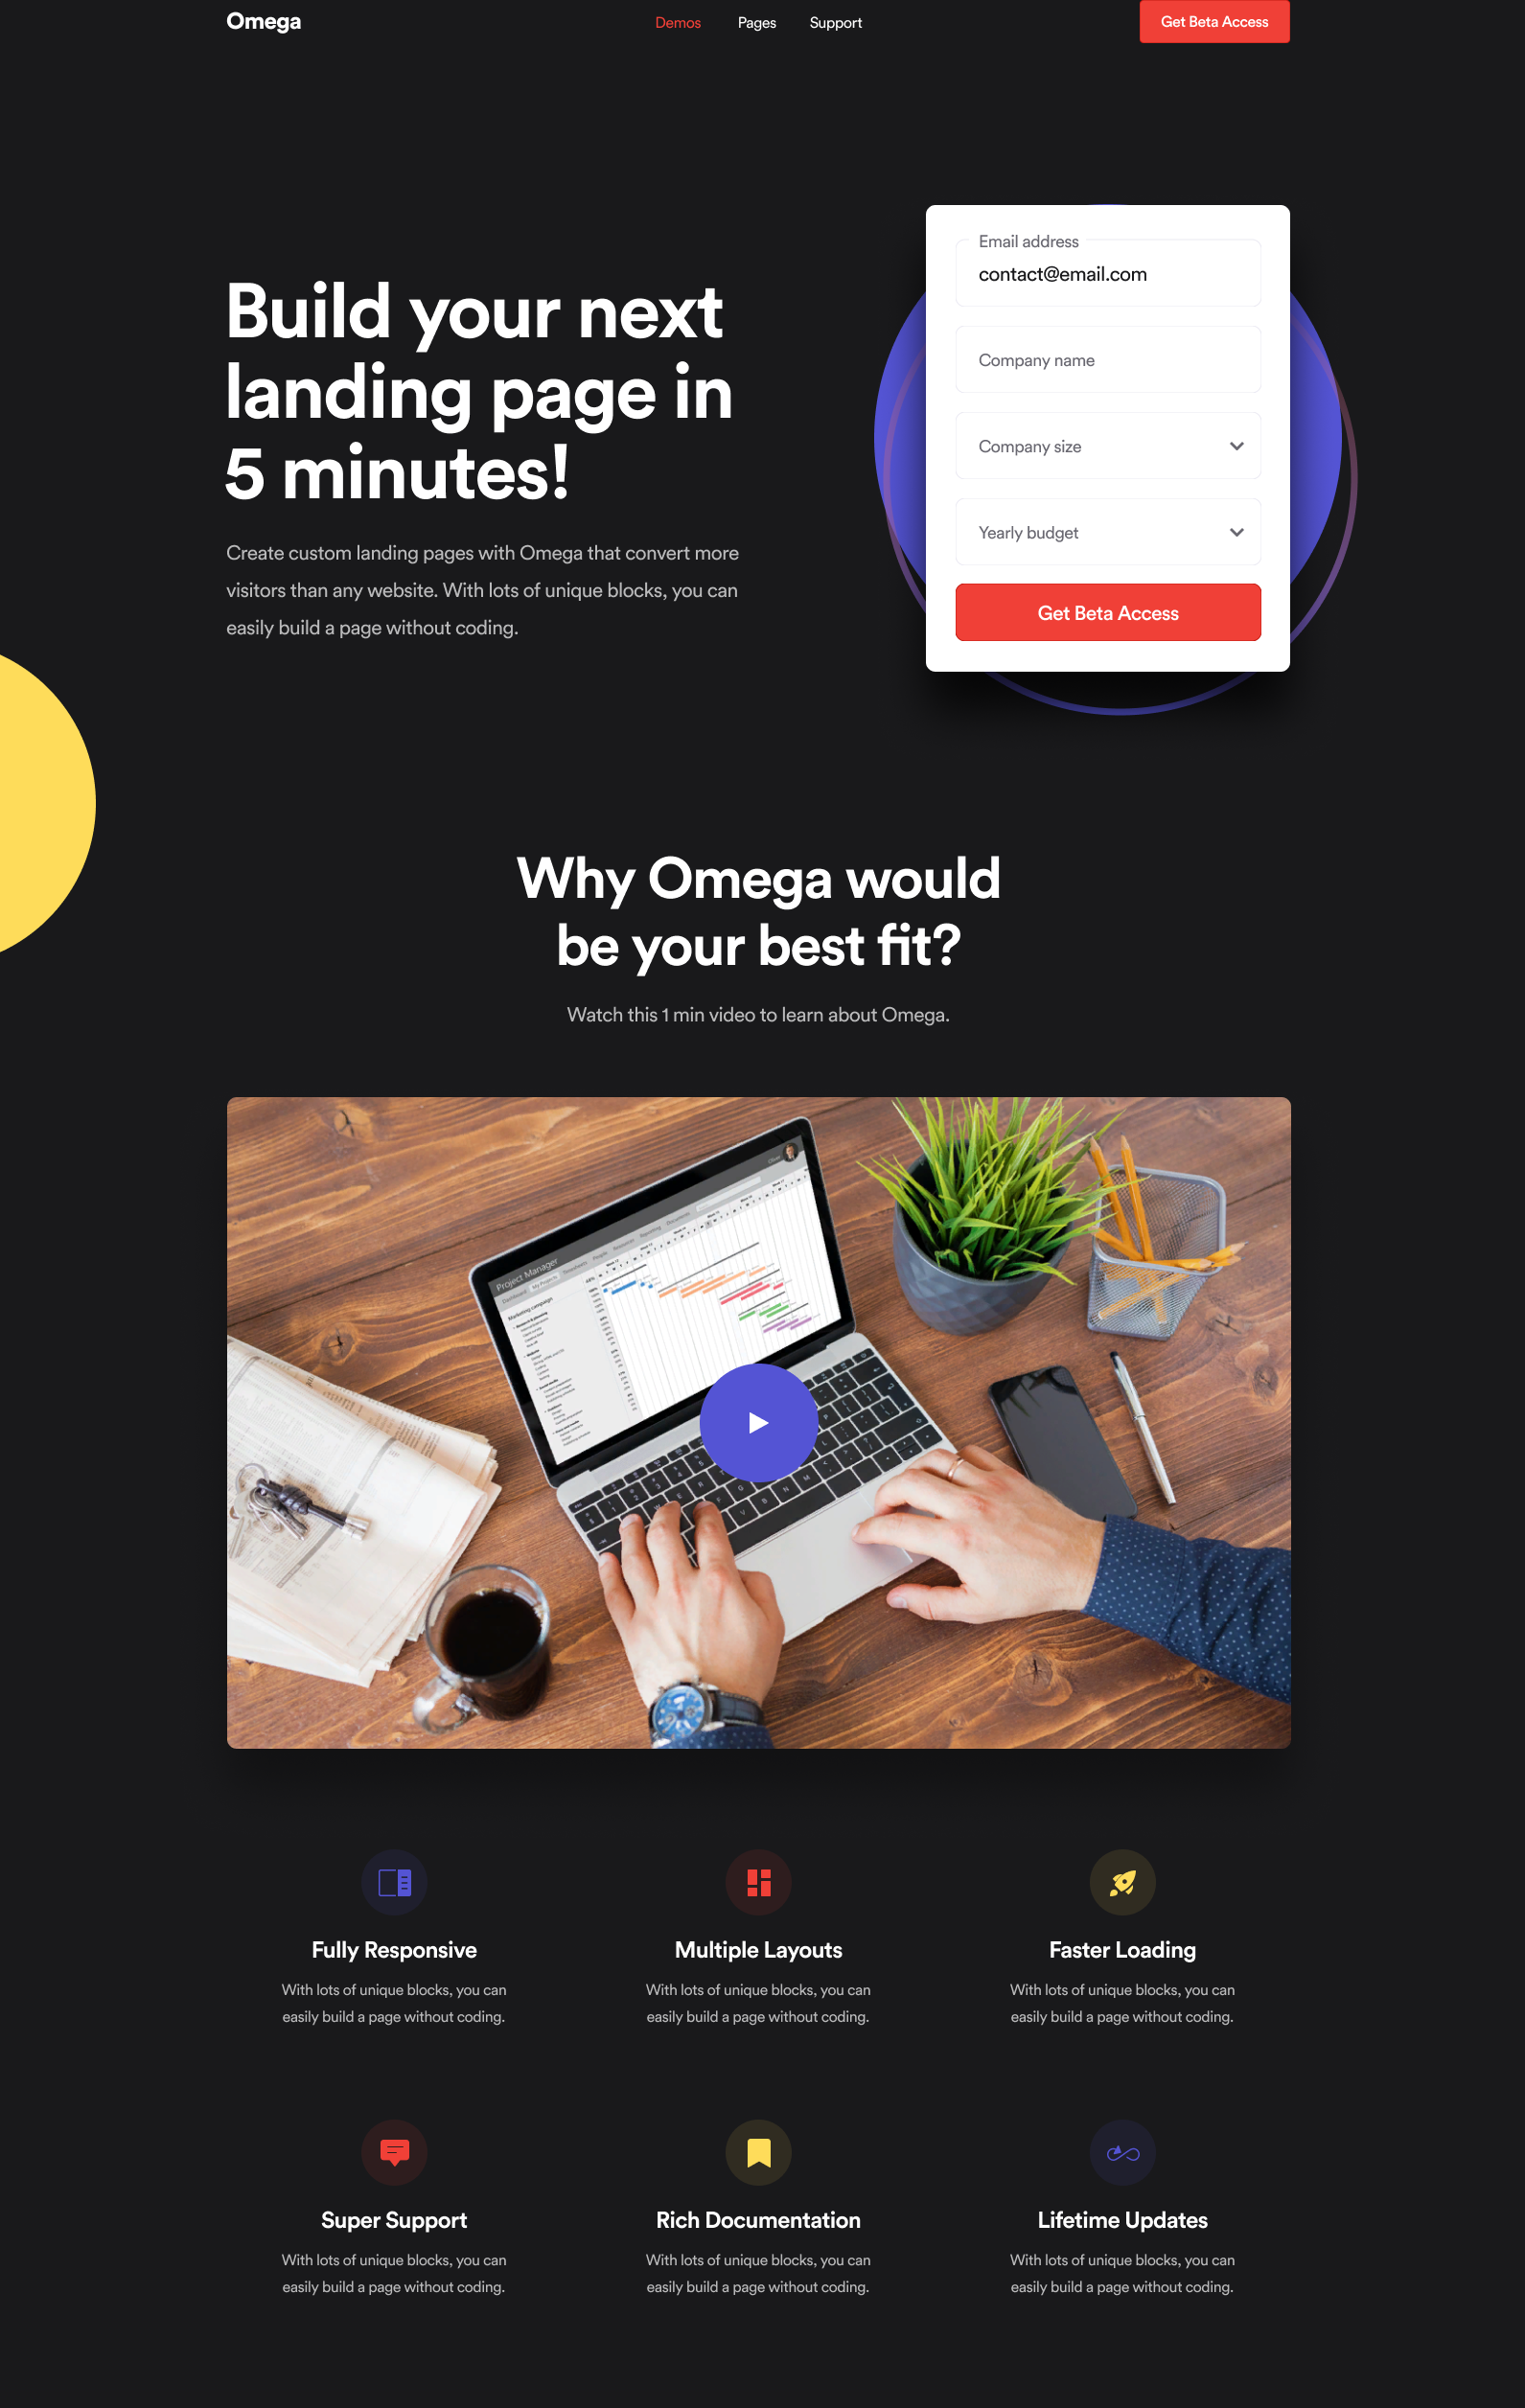 Omega
Demos Pages Support
Get Beta Access
Build your next
landing page in
5 minutes!
Create custom landing pages with Omega that convert more
visitors than any website. With lots of unique blocks, you can
easily build a page without coding.
Email address
contact@email.com
Company name
Company size
Yearly budget
Get Beta Access
Why Omega would
be your best fit?
Watch this 1 min video to learn about Omega.
Project Manager
Marketing campaign
Fully Responsive
With lots of unique blocks, you can
easily build a page without coding.
Multiple Layouts
With lots of unique blocks, you can
easily build a page without coding.
Faster Loading
With lots of unique blocks, you can
easily build a page without coding.
Super Support
With lots of unique blocks, you can
easily build a page without coding.
Rich Documentation
With lots of unique blocks, you can
easily build a page without coding.
Lifetime Updates
With lots of unique blocks, you can
easily build a page without coding.